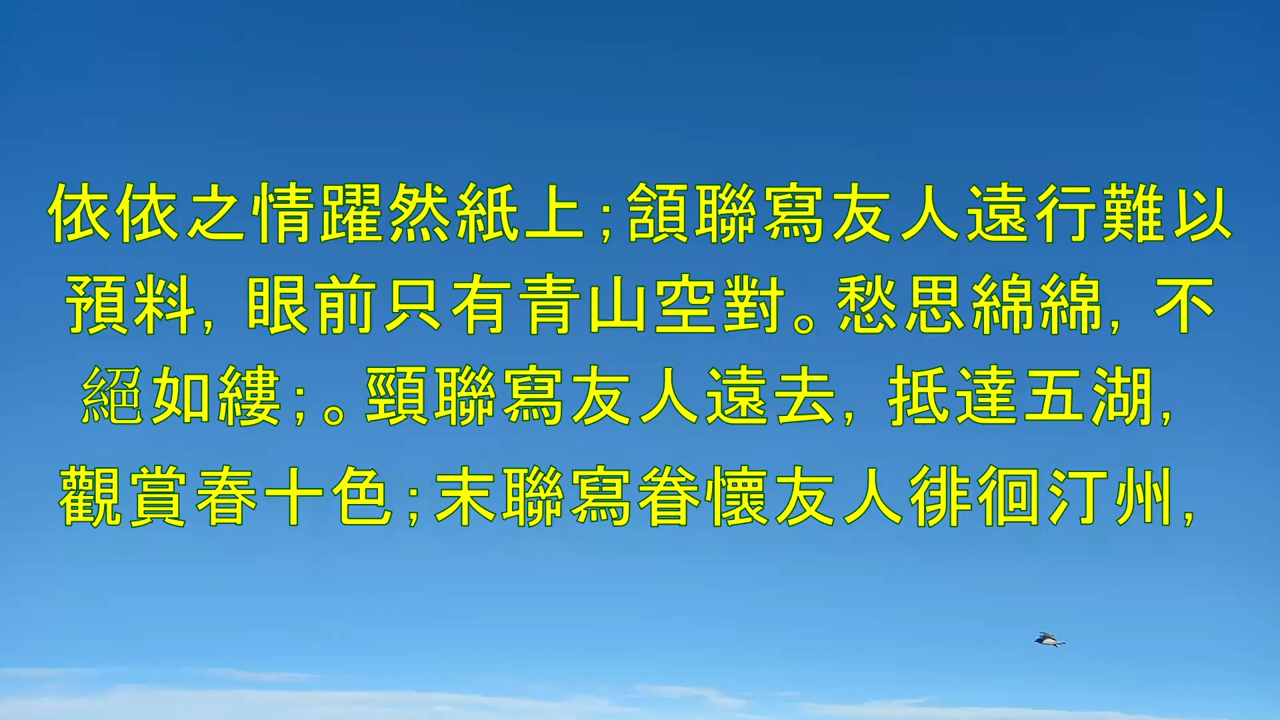 依依之情躍然紙上;頷聯寫友人遠行難以
預料,眼前只有青山空對。愁思綿綿,不
絕如縷;。頸聯寫友人遠去,抵達五湖,
觀賞春十色;末聯寫眷懷友人徘徊汀州,